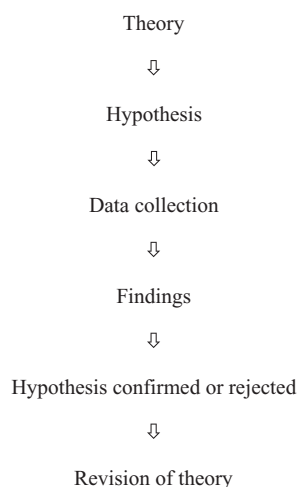 Theory
⇩
Hypothesis
⇩
Data collection
⇩
Findings
⇩
Hypothesis confirmed or rejected
⇩
Revision of theory